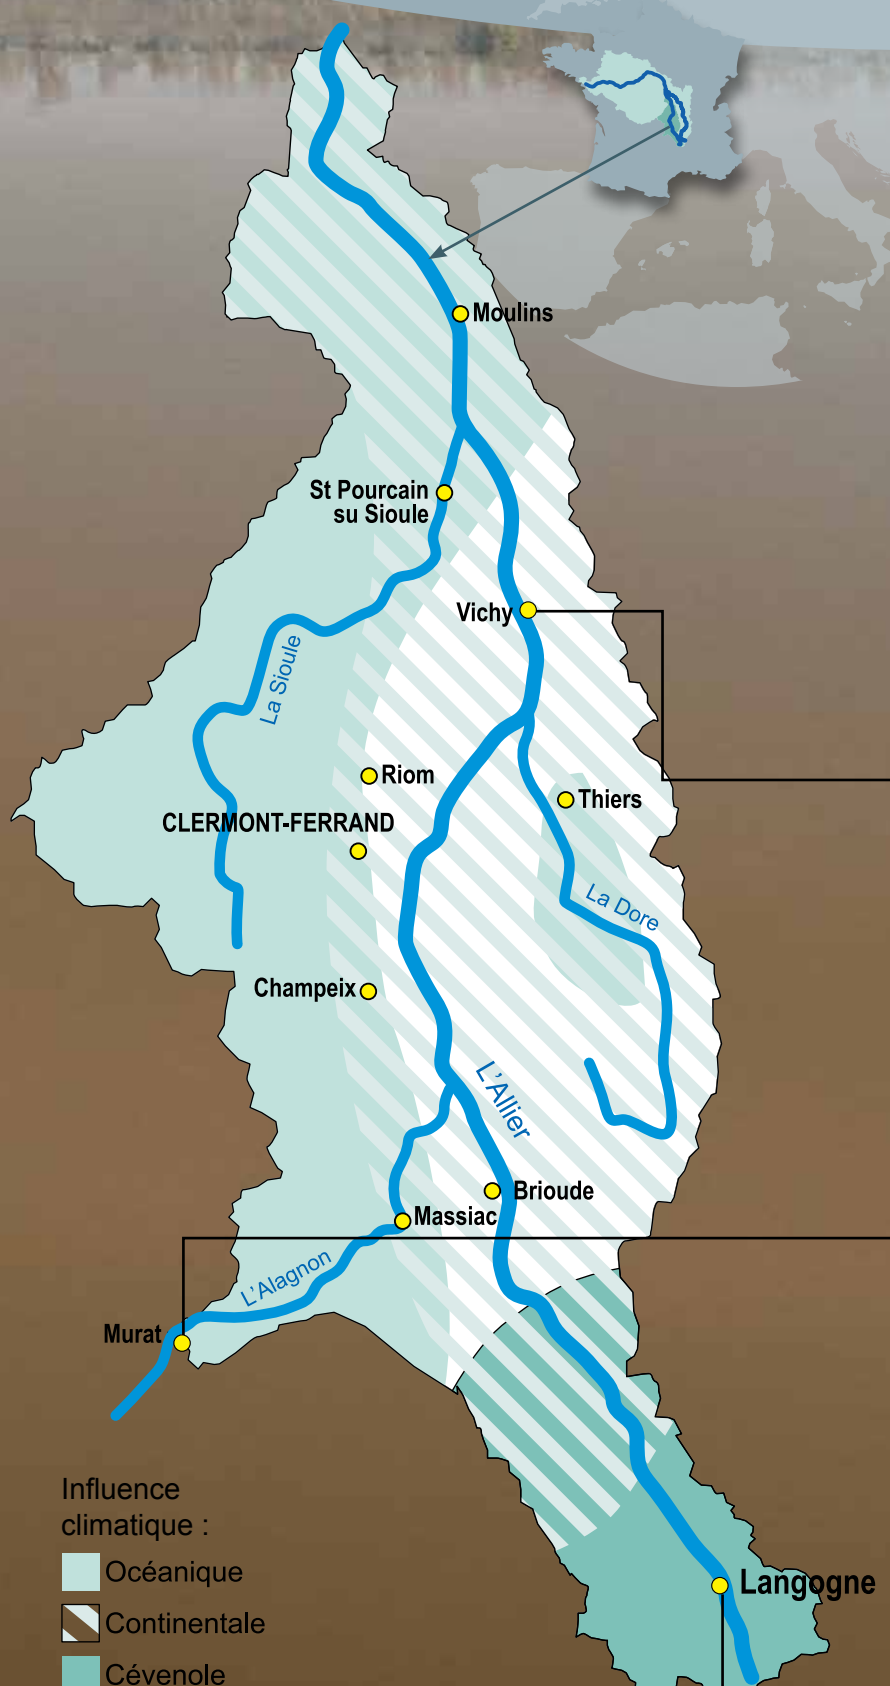 Moulins
St Pourcain
su Sioule
Vichy
La Sioule
Riom
Thiers
CLERMONT-FERRAND
La Dore
Champeix
L'Allier
Brioude
Massiac
L'Alagnon
Murat
Influence
climatique :
Océanique
Langogne
Continentale
Cévenole